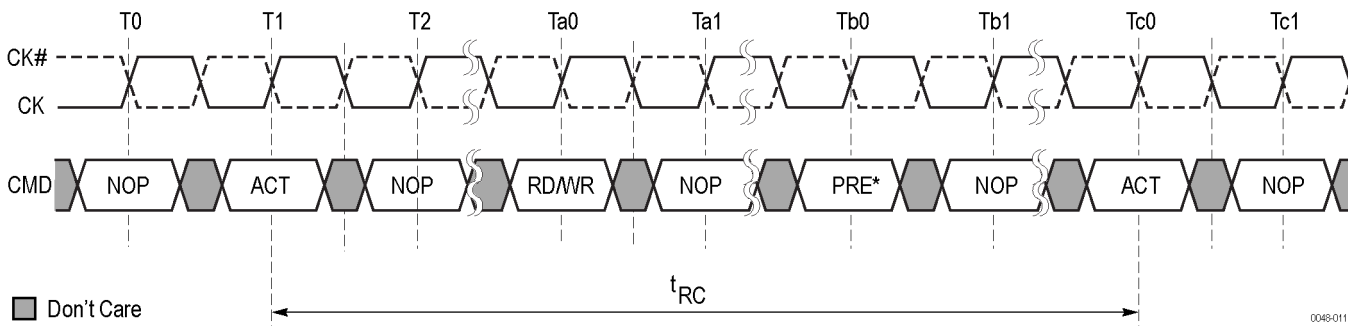 T0 T1 T2 Ta0 Ta1 Tb0 Tb1 Tc0 Tc1
CK#
CK
CMD NOP ACT NOP RD/WR NOP PRE* NOP ACT NOP
tRC
Don't Care
0048-011